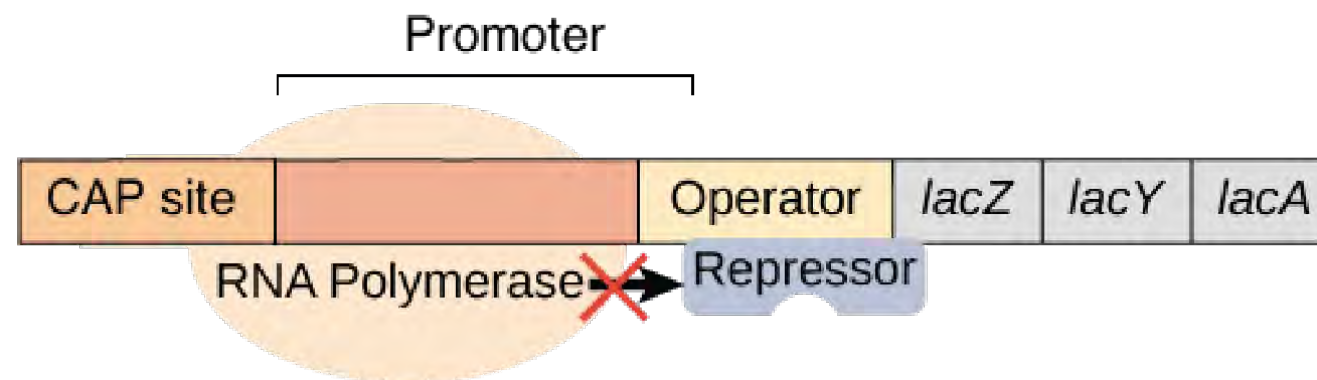 Promoter
CAP site
Operator
lacZ
lacY
lacA
RNA Polymerase
Repressor